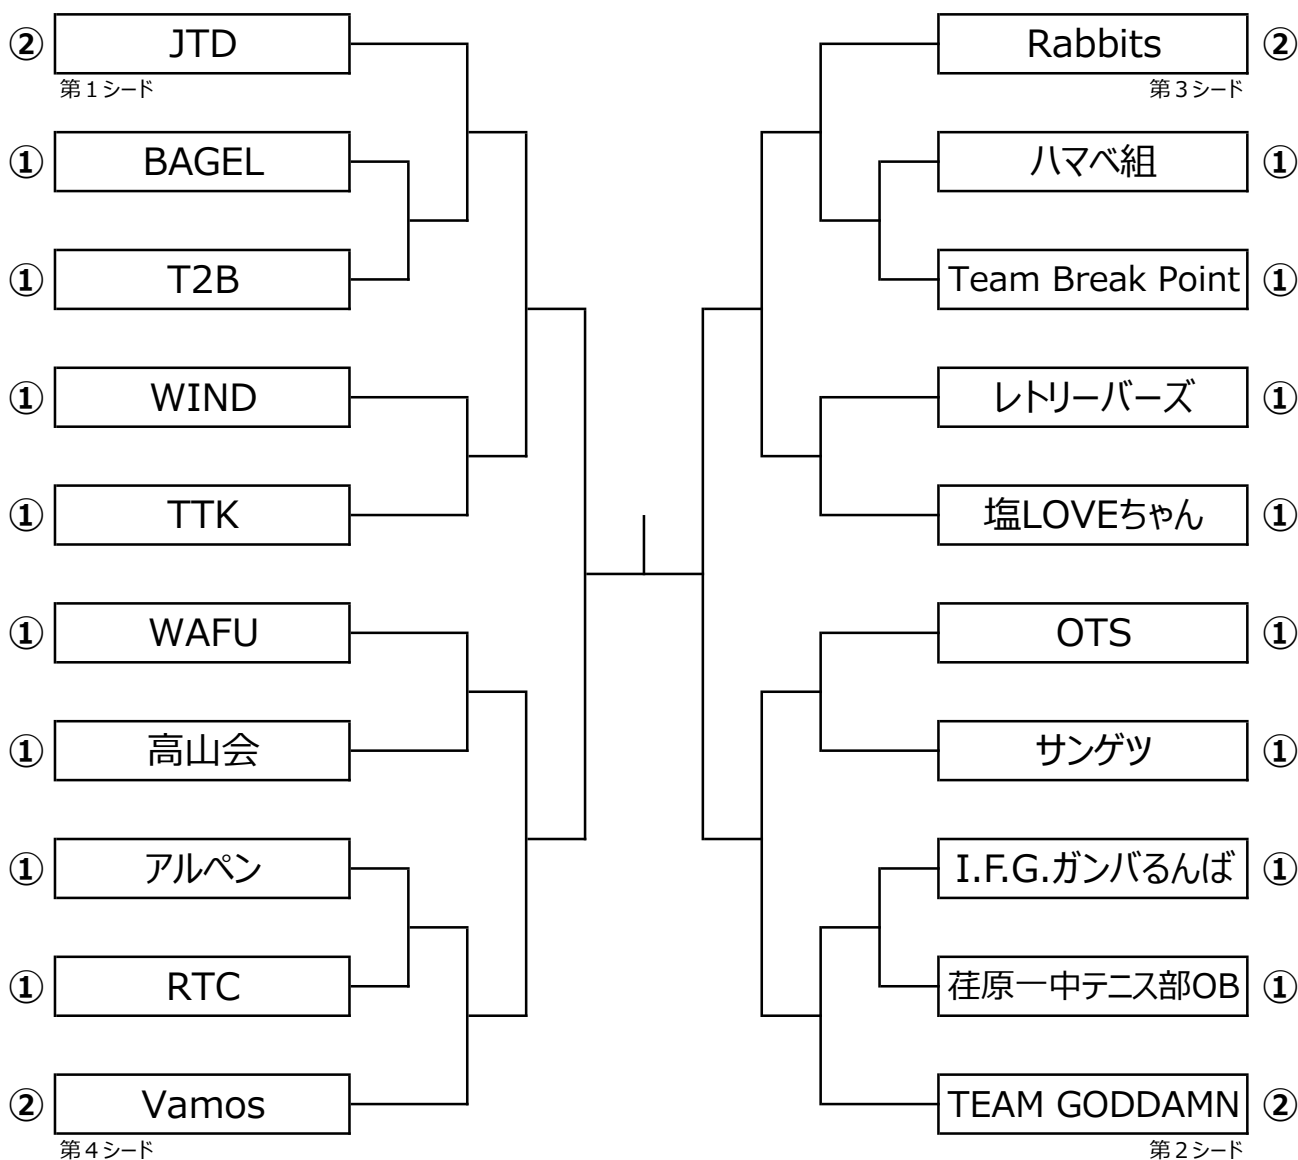 ② JTD
第１シード
① BAGEL
① T2B
① WIND
① TTK
① WAFU
① 高山会
① アルペン
① RTC
② Vamos
第４シード
Rabbits ②
第３シード
ハマベ組 ①
Team Break Point ①
レトリーバーズ ①
塩LOVEちゃん ①
OTS ①
サンゲツ ①
I.F.G.ガンバるんば ①
荏原一中テニス部OB ①
TEAM GODDAMN ②
第２シード